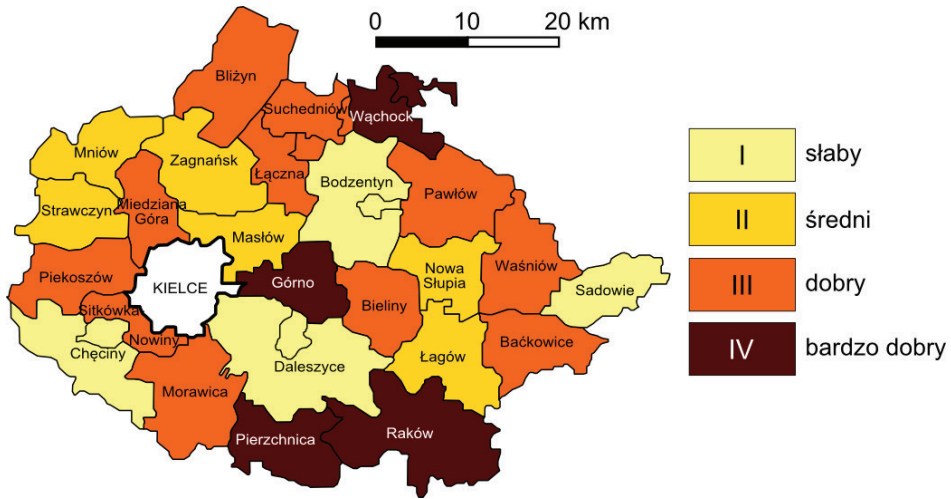 0 10 20 km
Bliżyn
Suchedniów
Wąchock
Mniów
Zagnańsk
Łączna
Bodzentyn
Pawłów
Strawczyn
Miedziana
Góra
Masłów
Nowa
Słupia
Waśniów
Piekoszów
KIELCE
Górno
Bieliny
Sadowie
Sitkówka
Nowiny
Chęciny
Daleszyce
Łagów
Baćkowice
Morawica
Pierzchnica
Raków
I słaby
II średni
III dobry
IV bardzo dobry